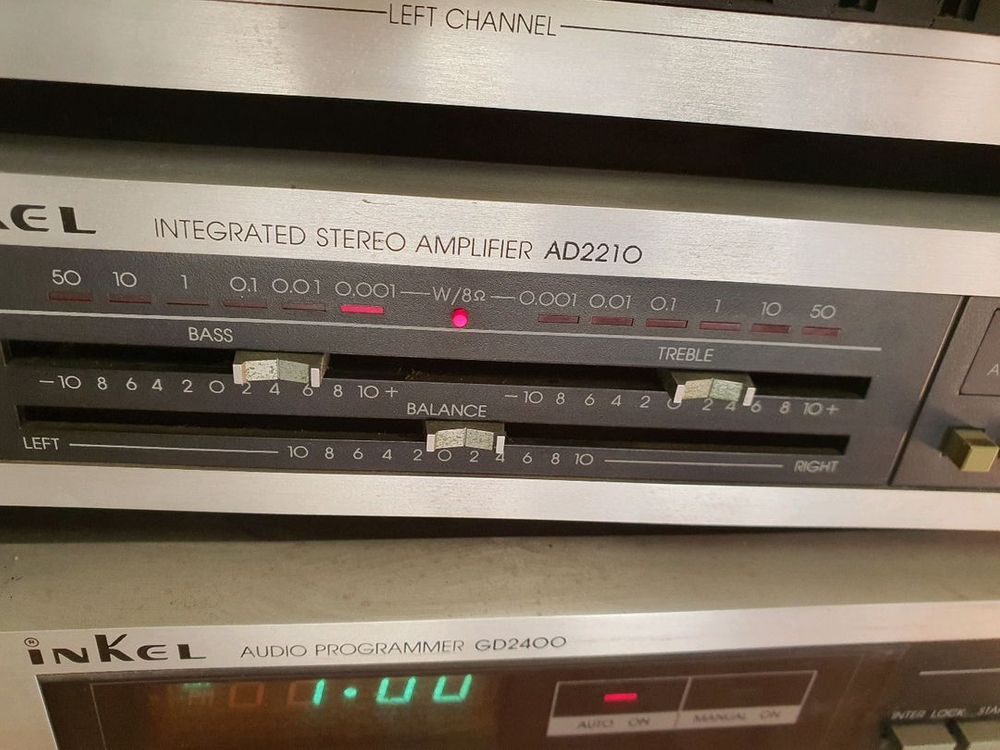 LEFT CHANNEL
KEL INTEGRATED STEREO AMPLIFIER AD2210
50 10 1 0.1 0.01 0.001 W/8Ω 0.001 0.01 0.1 1 10 50
BASS TREBLE
-10 8 6 4 2 0 2 4 6 8 10+ -10 8 6 4 2 0 2 4 6 8 10+
BALANCE
LEFT 10 8 6 4 2 0 2 4 6 8 10 RIGHT
® inKEL AUDIO PROGRAMMER GD2400
1:00
AUTO ON MANUAL ON
INTER LOCK